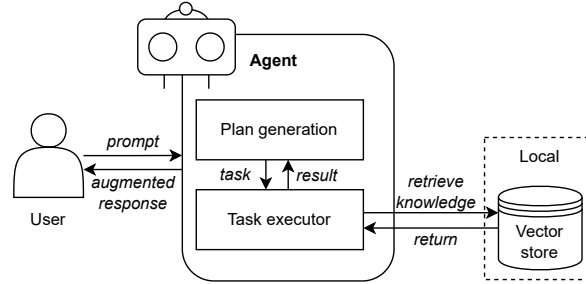 Agent
Plan generation
prompt
augmented
response
User
task
result
Task executor
retrieve
knowledge
return
Local
Vector
store